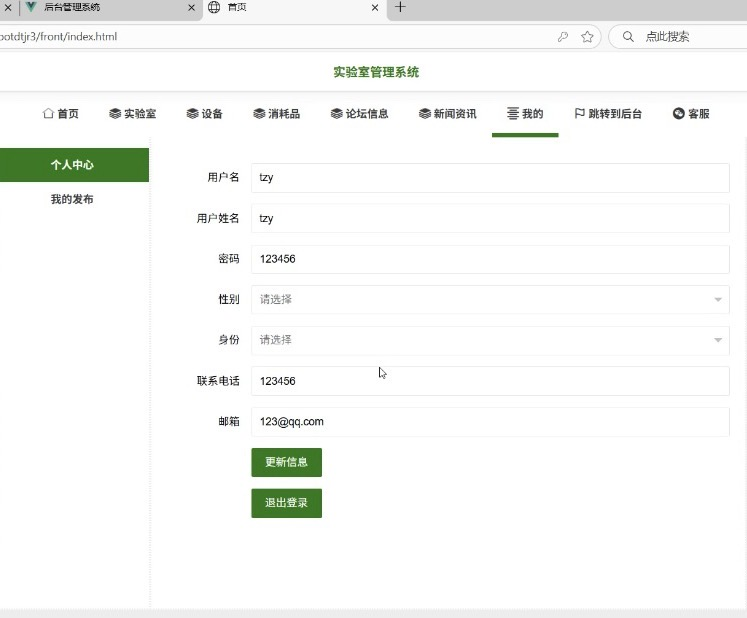 后台管理系统
首页
ootdtjr3/front/index.html
点此搜索
实验室管理系统
首页 实验室 设备 消耗品 论坛信息 新闻资讯 我的 跳转到后台 客服
个人中心
我的发布
用户名 tzy
用户姓名 tzy
密码 123456
性别 请选择
身份 请选择
联系电话 123456
邮箱 123@qq.com
更新信息
退出登录